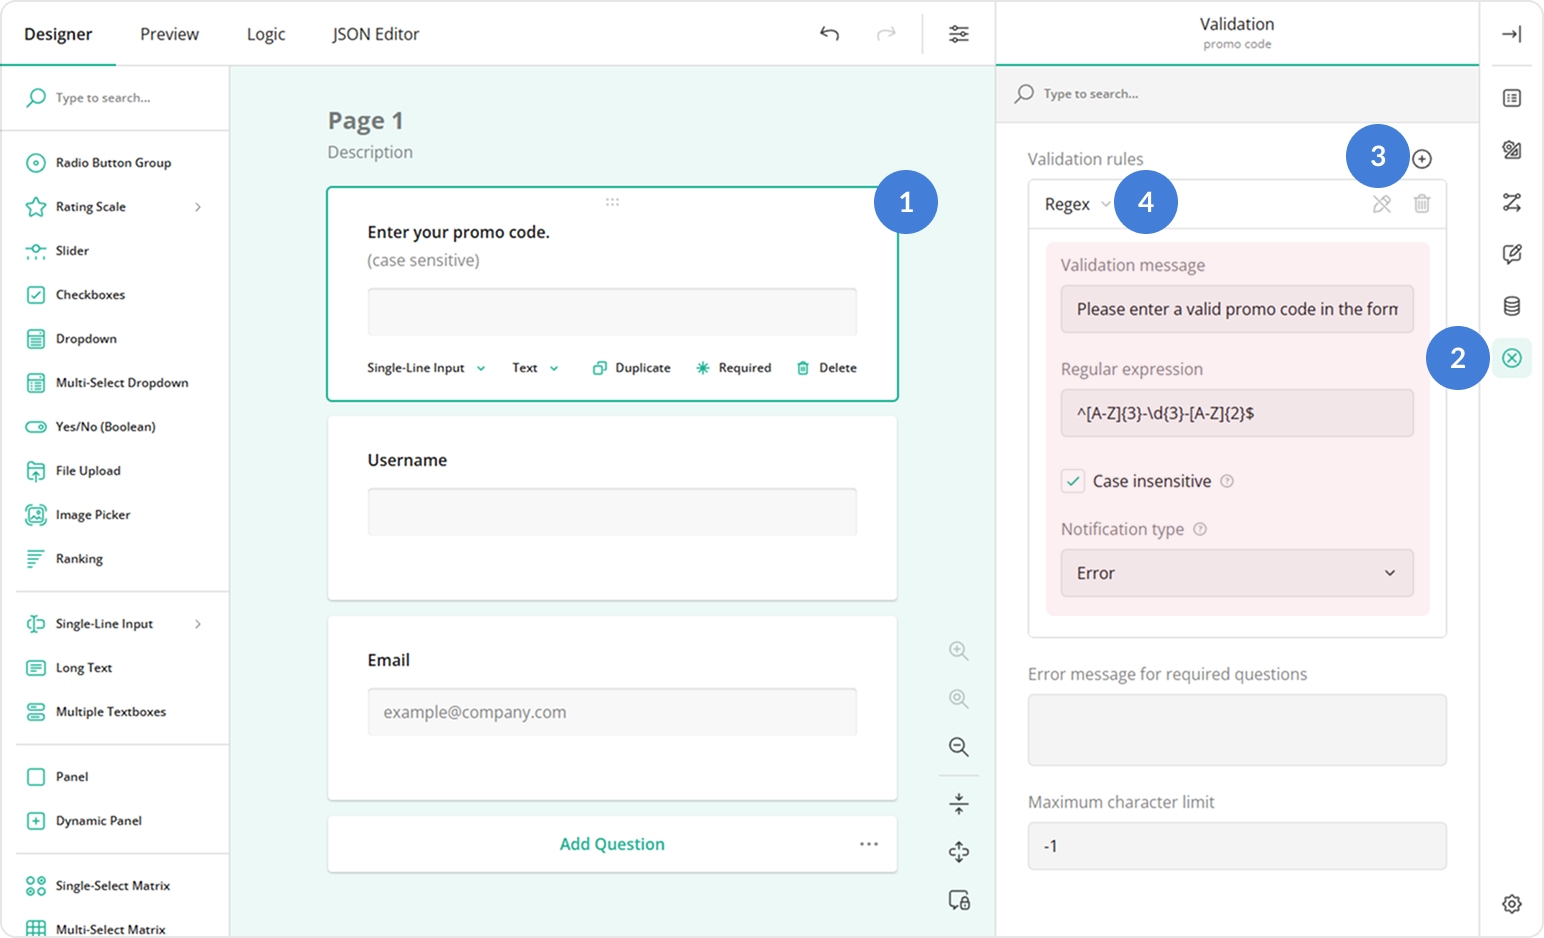 Designer
Preview
Logic
JSON Editor
Type to search...
Radio Button Group
Rating Scale
Slider
Checkboxes
Dropdown
Multi-Select Dropdown
Yes/No (Boolean)
File Upload
Image Picker
Ranking
Single-Line Input
Long Text
Multiple Textboxes
Panel
Dynamic Panel
Single-Select Matrix
Multi-Select Matrix
Page 1
Description
1
Enter your promo code.
(case sensitive)
Single-Line Input
Text
Duplicate
Required
Delete
Username
Email
example@company.com
Add Question
Validation
promo code
Type to search...
Validation rules
3
Regex
4
Validation message
Please enter a valid promo code in the form
2
Regular expression
^[A-Z]{3}-\d{3}-[A-Z]{2}$
Case insensitive
Notification type
Error
Error message for required questions
Maximum character limit
-1